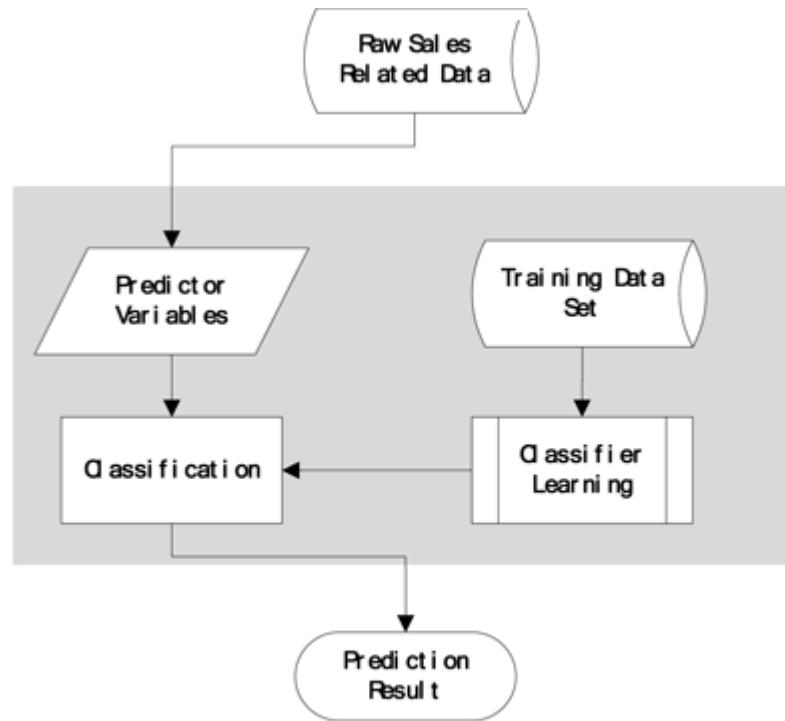 Raw Sales
Related Data
Predictor
Variables
Training Data
Set
Classification
Classifier
Learning
Prediction
Result